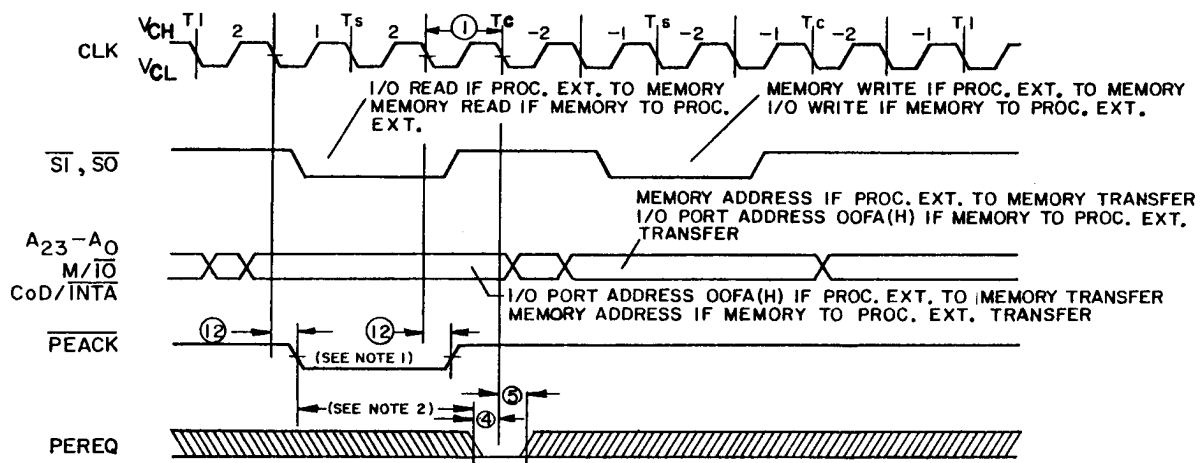 VCH T1 2 1 Ts 2 ① Tc -2 -1 Ts -2 -1 Tc -2 -1 T1
CLK
VCL
I/O READ IF PROC. EXT. TO MEMORY
MEMORY READ IF MEMORY TO PROC.
EXT.
MEMORY WRITE IF PROC. EXT. TO MEMORY
I/O WRITE IF MEMORY TO PROC. EXT.
S1, S0
MEMORY ADDRESS IF PROC. EXT. TO MEMORY TRANSFER
I/O PORT ADDRESS OOFA(H) IF MEMORY TO PROC. EXT.
TRANSFER
A23-A0
M/IO
CoD/INTA
I/O PORT ADDRESS OOFA(H) IF PROC. EXT. TO MEMORY TRANSFER
MEMORY ADDRESS IF MEMORY TO PROC. EXT. TRANSFER
⑫ ⑫
PEACK
(SEE NOTE 1)
⑤
(SEE NOTE 2) ④
PEREQ